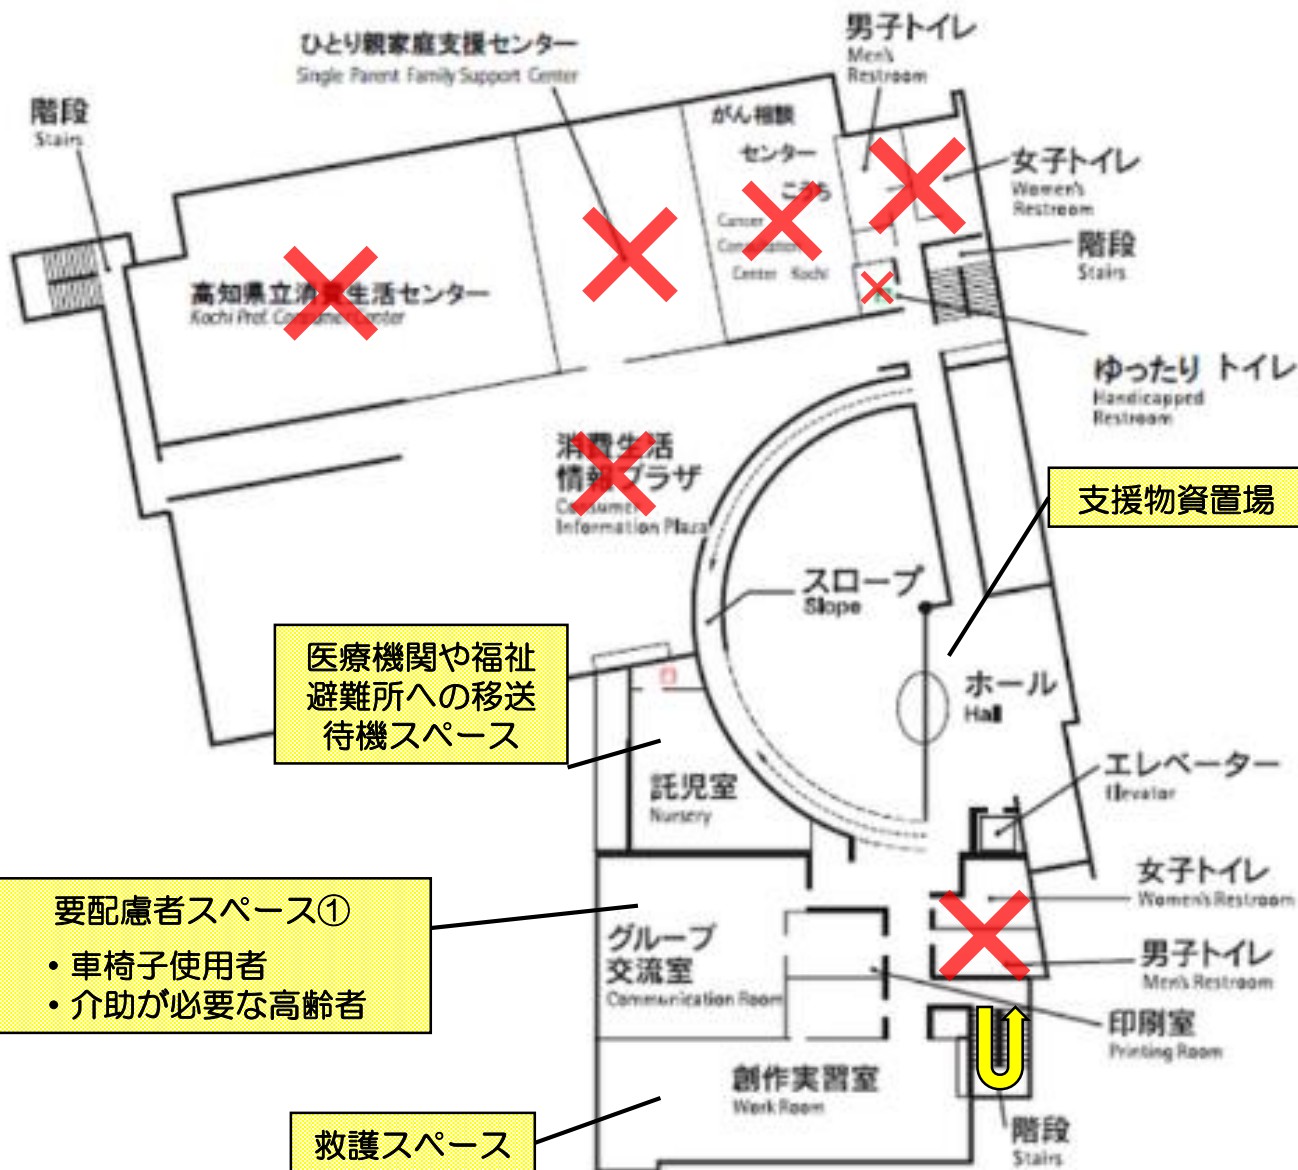 ひとり親家庭支援センター
Single Parent Family Support Center
男子トイレ
Men's
Restroom
階段
Stairs
がん相談
センター
こうち
Cancer
Consultation
Center Kochi
女子トイレ
Women's
Restroom
階段
Stairs
高知県立消費生活センター
Kochi Pref. Consumer Center
ゆったり トイレ
Handicapped
Restroom
消費生活
情報プラザ
Consumer
Information Plaza
支援物資置場
スロープ
Slope
医療機関や福祉
避難所への移送
待機スペース
ホール
Hall
託児室
Nursery
エレベーター
Elevator
女子トイレ
Women's Restroom
要配慮者スペース①
・車椅子使用者
・介助が必要な高齢者
グループ
交流室
Communication Room
男子トイレ
Men's Restroom
印刷室
Printing Room
創作実習室
Work Room
救護スペース
階段
Stairs